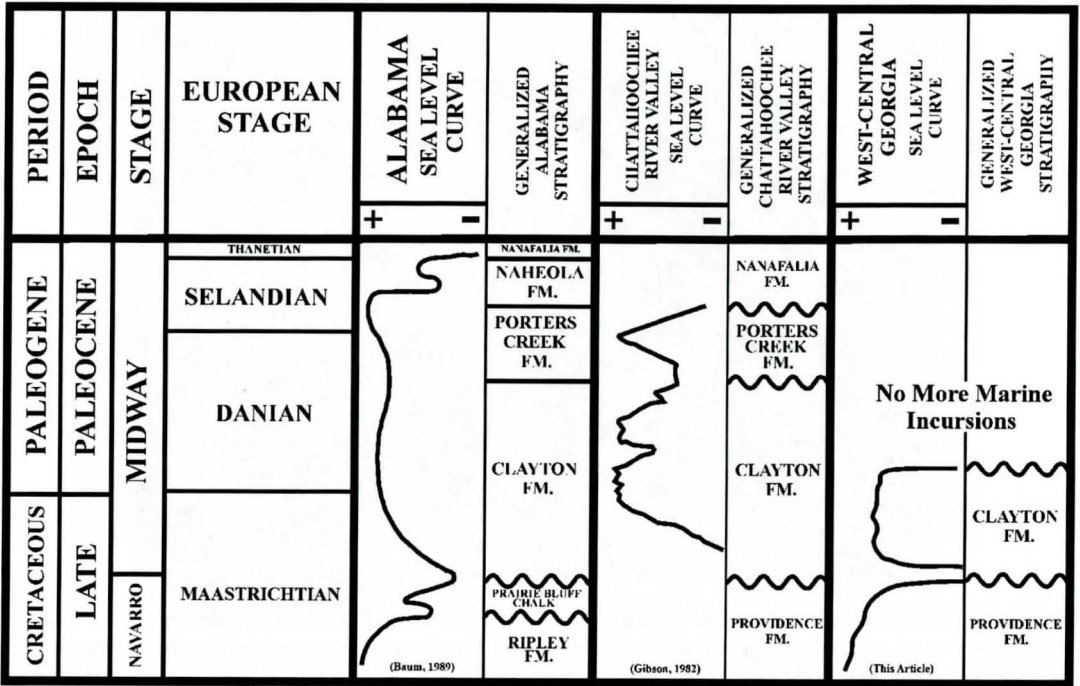 PERIOD
EPOCH
STAGE
EUROPEAN
STAGE
ALABAMA
SEA LEVEL
CURVE
+
-
GENERALIZED
ALABAMA
STRATIGRAPHY
CHATTAHOOCHEE
RIVER VALLEY
SEA LEVEL
CURVE
+
-
GENERALIZED
CHATTAHOOCHEE
RIVER VALLEY
STRATIGRAPHY
WEST-CENTRAL
GEORGIA
SEA LEVEL
CURVE
+
-
GENERALIZED
WEST-CENTRAL
GEORGIA
STRATIGRAPHY
PALEOGENE
CRETACEOUS
PALEOCENE
LATE
MIDWAY
NAVARRO
THANETIAN
SELANDIAN
DANIAN
MAASTRICHTIAN
(Baum, 1989)
NANAFALIA FM.
NAHEOLA
FM.
PORTERS
CREEK
FM.
CLAYTON
FM.
PRAIRIE BLUFF
CHALK
RIPLEY
FM.
(Gibson, 1982)
NANAFALIA
FM.
PORTERS
CREEK
FM.
CLAYTON
FM.
PROVIDENCE
FM.
No More Marine
Incursions
(This Article)
CLAYTON
FM.
PROVIDENCE
FM.